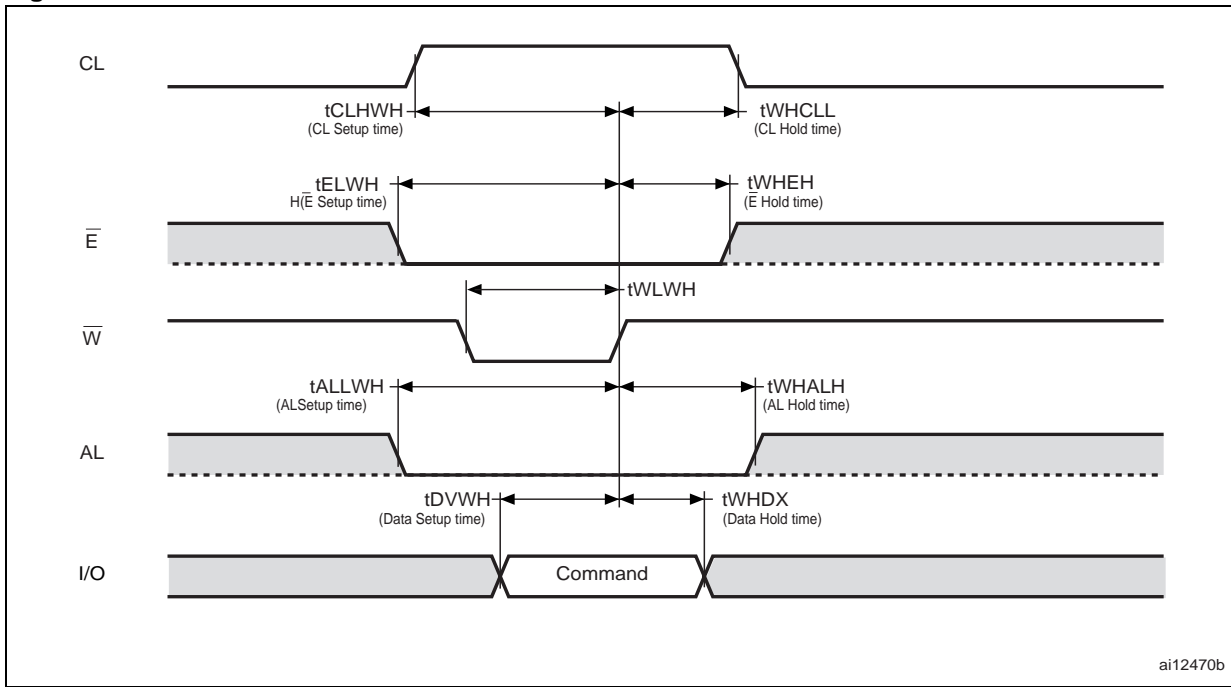 CL
tCLHWH
(CL Setup time)
tWHCLL
(CL Hold time)
tELWH
H(E̅ Setup time)
tWHEH
(E̅ Hold time)
E̅
tWLWH
W̅
tALLWH
(ALSetup time)
tWHALH
(AL Hold time)
AL
tDVWH
(Data Setup time)
tWHDX
(Data Hold time)
I/O
Command
ai12470b